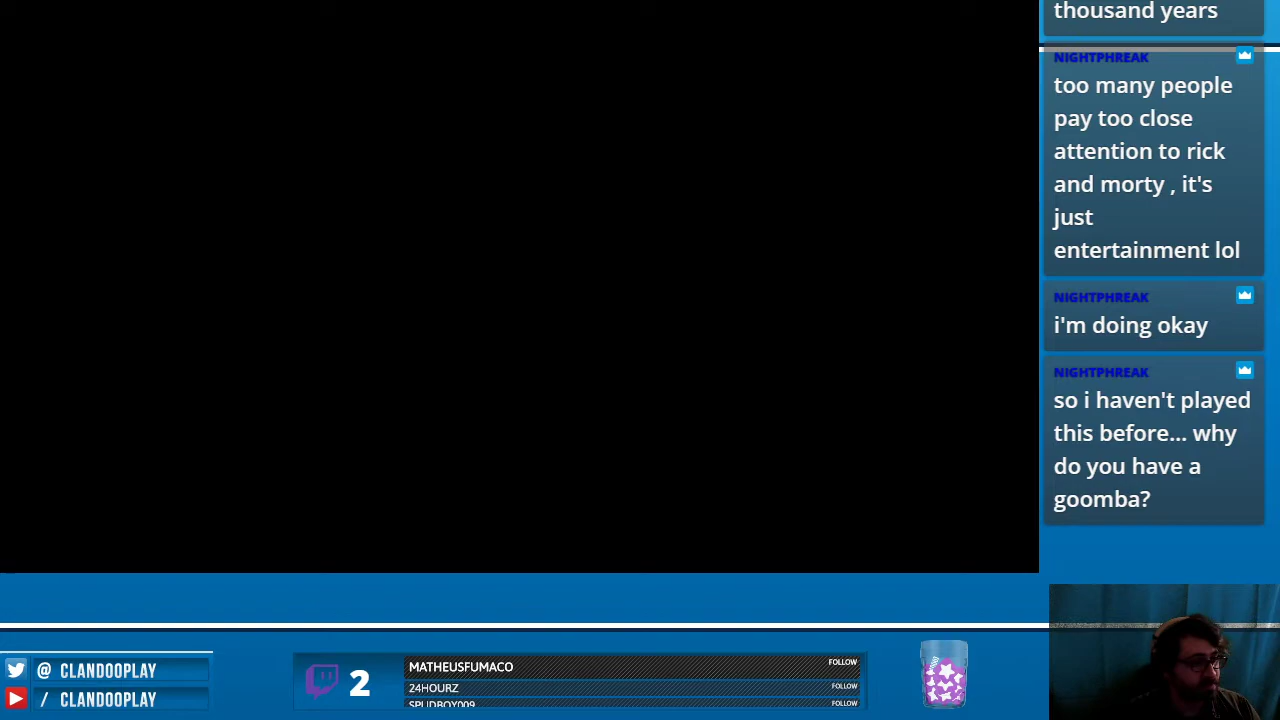 thousand years
NIGHTPHREAK
too many people
pay too close
attention to rick
and morty , it's
just
entertainment lol
NIGHTPHREAK
i'm doing okay
NIGHTPHREAK
so i haven't played
this before... why
do you have a
goomba?
@ CLANDOOPLAY
/ CLANDOOPLAY
2
MATHEUSFUMACO FOLLOW
24HOURZ FOLLOW
SPUDBOY009 FOLLOW